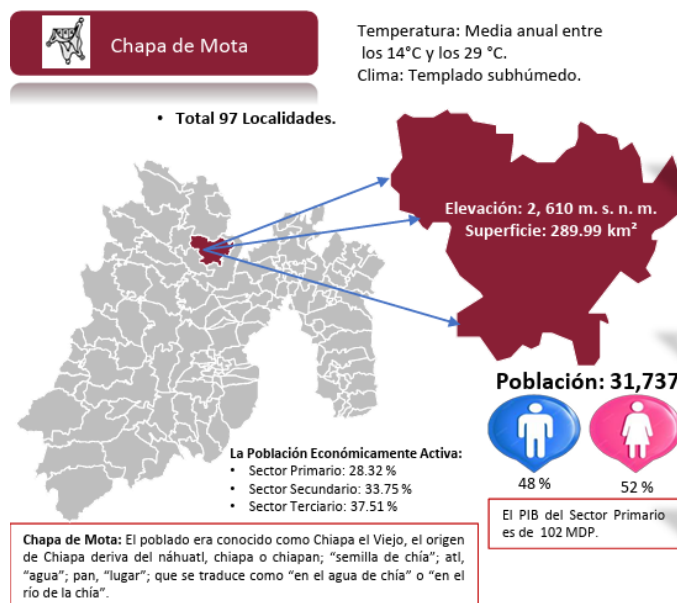 Chapa de Mota
Temperatura: Media anual entre
los 14°C y los 29 °C.
Clima: Templado subhúmedo.
• Total 97 Localidades.
Elevación: 2, 610 m. s. n. m.
Superficie: 289.99 km²
Población: 31,737
48 %
52 %
La Población Económicamente Activa:
• Sector Primario: 28.32 %
• Sector Secundario: 33.75 %
• Sector Terciario: 37.51 %
El PIB del Sector Primario
es de 102 MDP.
Chapa de Mota: El poblado era conocido como Chiapa el Viejo, el origen
de Chiapa deriva del náhuatl, chiapa o chiapan; “semilla de chía”; atl,
“agua”; pan, “lugar”; que se traduce como “en el agua de chía” o “en el
río de la chía”.